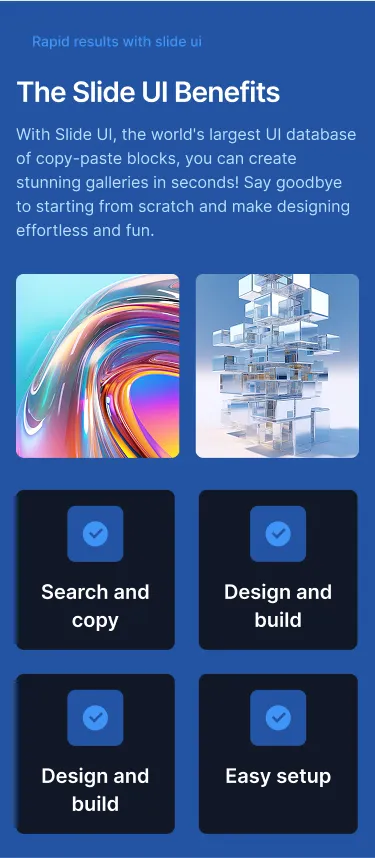 Rapid results with slide ui
The Slide UI Benefits
With Slide UI, the world's largest UI database
of copy-paste blocks, you can create
stunning galleries in seconds! Say goodbye
to starting from scratch and make designing
effortless and fun.
Search and
copy
Design and
build
Design and
build
Easy setup